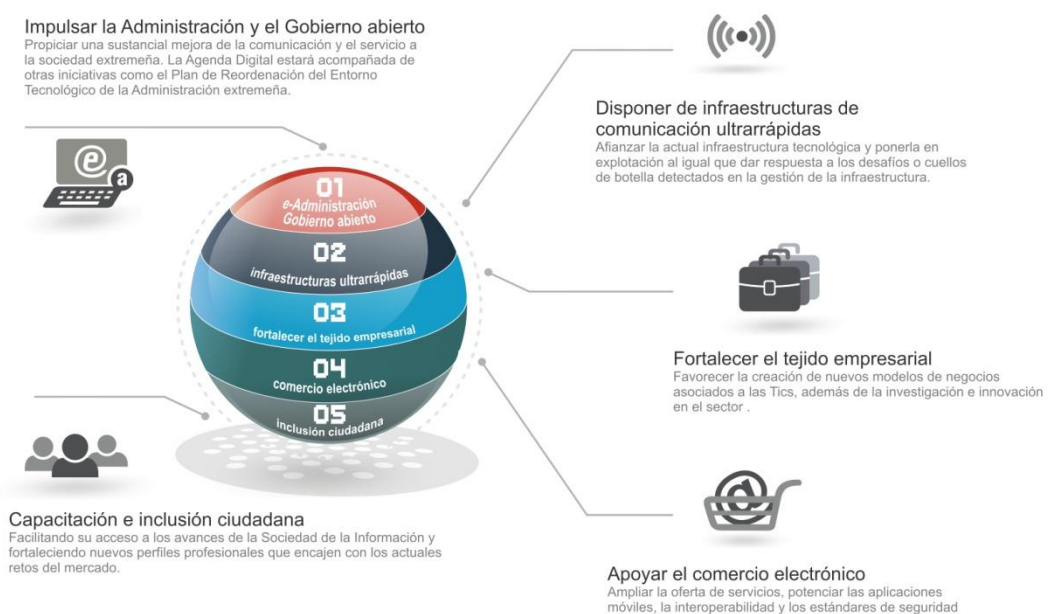 Impulsar la Administración y el Gobierno abierto
Propiciar una sustancial mejora de la comunicación y el servicio a
la sociedad extremeña. La Agenda Digital estará acompañada de
otras iniciativas como el Plan de Reordenación del Entorno
Tecnológico de la Administración extremeña.
Disponer de infraestructuras de
comunicación ultrarrápidas
Afianzar la actual infraestructura tecnológica y ponerla en
explotación al igual que dar respuesta a los desafíos o cuellos
de botella detectados en la gestión de la infraestructura.
e
a
01
e-Administración
Gobierno abierto
02
infraestructuras ultrarrápidas
03
fortalecer el tejido empresarial
04
comercio electrónico
05
inclusión ciudadana
Fortalecer el tejido empresarial
Favorecer la creación de nuevos modelos de negocios
asociados a las Tics, además de la investigación e innovación
en el sector .
Capacitación e inclusión ciudadana
Facilitando su acceso a los avances de la Sociedad de la Información y
fortaleciendo nuevos perfiles profesionales que encajen con los actuales
retos del mercado.
@
Apoyar el comercio electrónico
Ampliar la oferta de servicios, potenciar las aplicaciones
móviles, la interoperabilidad y los estándares de seguridad